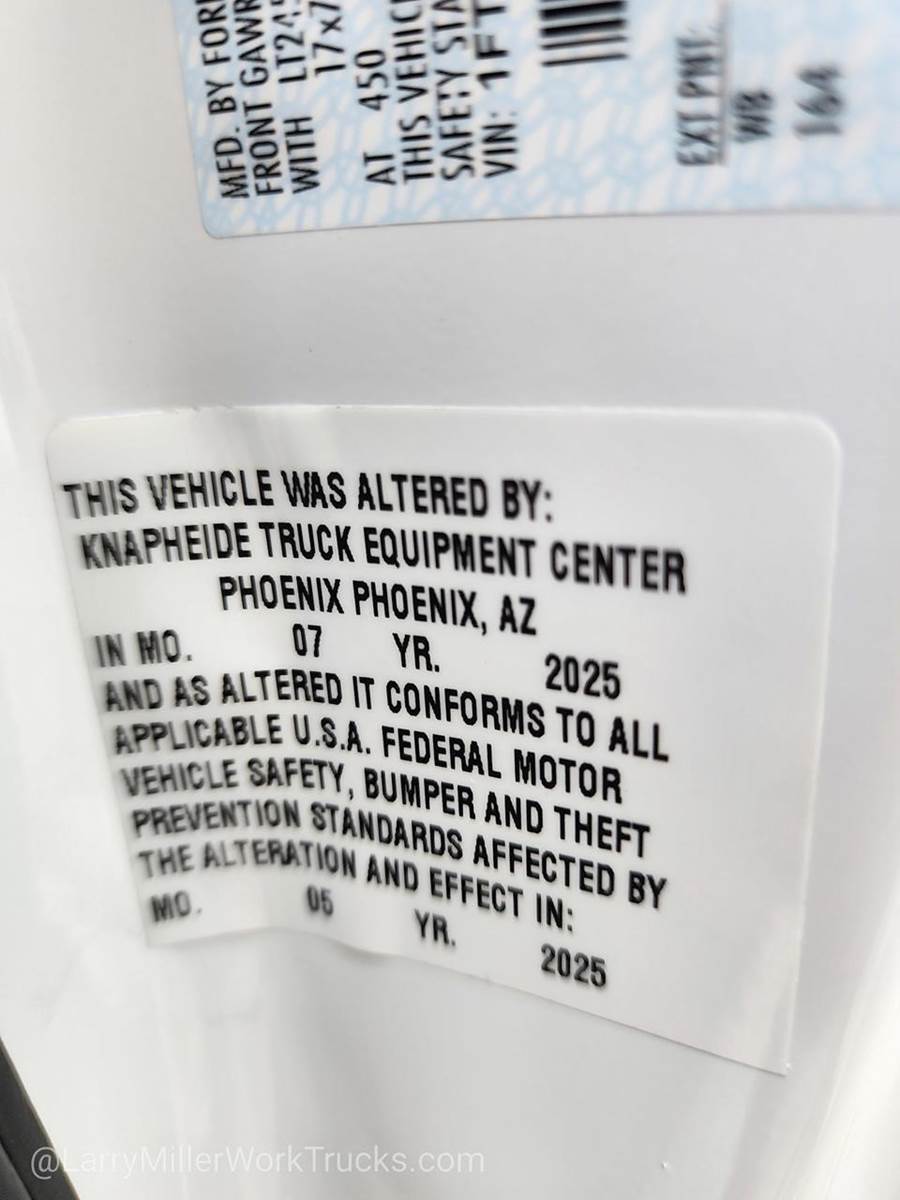 MFD. BY FOR
FRONT GAWR
WITH LT245
17x7
AT 450
THIS VEHICL
SAFETY STA
VIN: 1FT
EXT PNT:
WB
164
THIS VEHICLE WAS ALTERED BY:
KNAPHEIDE TRUCK EQUIPMENT CENTER
PHOENIX PHOENIX, AZ
IN MO. 07 YR. 2025
AND AS ALTERED IT CONFORMS TO ALL
APPLICABLE U.S.A. FEDERAL MOTOR
VEHICLE SAFETY, BUMPER AND THEFT
PREVENTION STANDARDS AFFECTED BY
THE ALTERATION AND EFFECT IN:
MO. 05 YR. 2025
@LarryMillerWorkTrucks.com